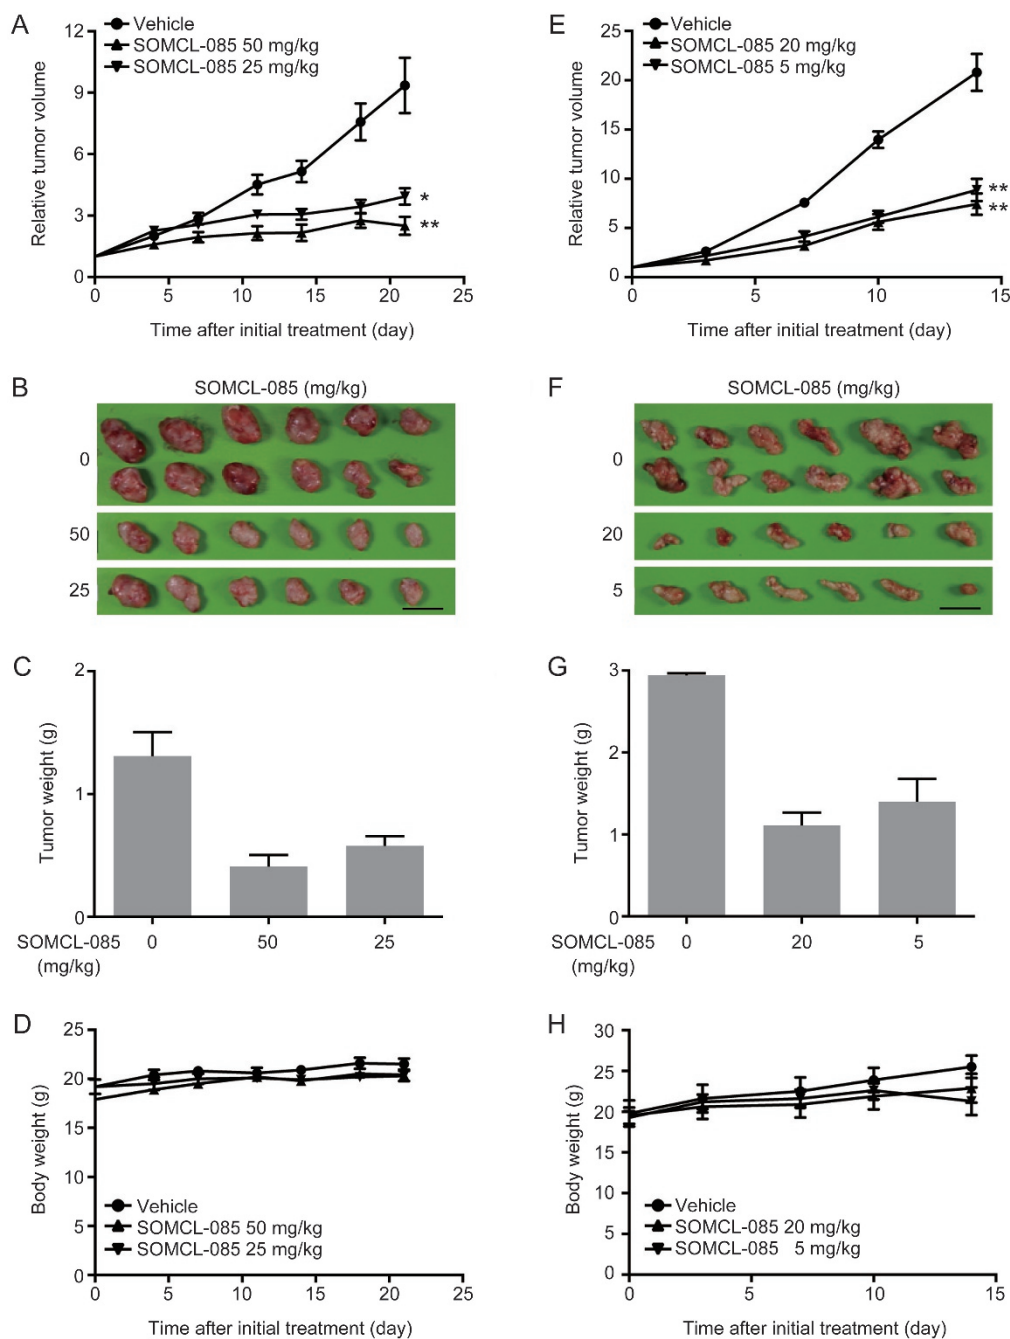 A
Vehicle
SOMCL-085 50 mg/kg
SOMCL-085 25 mg/kg
Relative tumor volume
12
9
6
3
0
0 5 10 15 20 25
*
**
Time after initial treatment (day)
E
Vehicle
SOMCL-085 20 mg/kg
SOMCL-085 5 mg/kg
Relative tumor volume
25
20
15
10
5
0
0 5 10 15
**
**
Time after initial treatment (day)
B
SOMCL-085 (mg/kg)
0
50
25
F
SOMCL-085 (mg/kg)
0
20
5
C
Tumor weight (g)
2
1
0
SOMCL-085 0 50 25
(mg/kg)
G
Tumor weight (g)
3
2
1
0
SOMCL-085 0 20 5
(mg/kg)
D
Body weight (g)
25
20
15
10
5
0
Vehicle
SOMCL-085 50 mg/kg
SOMCL-085 25 mg/kg
0 5 10 15 20 25
Time after initial treatment (day)
H
Body weight (g)
30
25
20
15
10
5
0
Vehicle
SOMCL-085 20 mg/kg
SOMCL-085 5 mg/kg
0 5 10 15
Time after initial treatment (day)